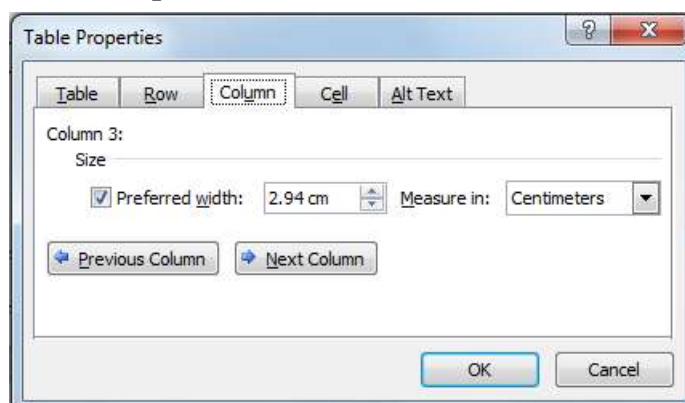 Table Properties
Table Row Column Cell Alt Text
Column 3:
Size
Preferred width: 2.94 cm Measure in: Centimeters
Previous Column Next Column
OK Cancel